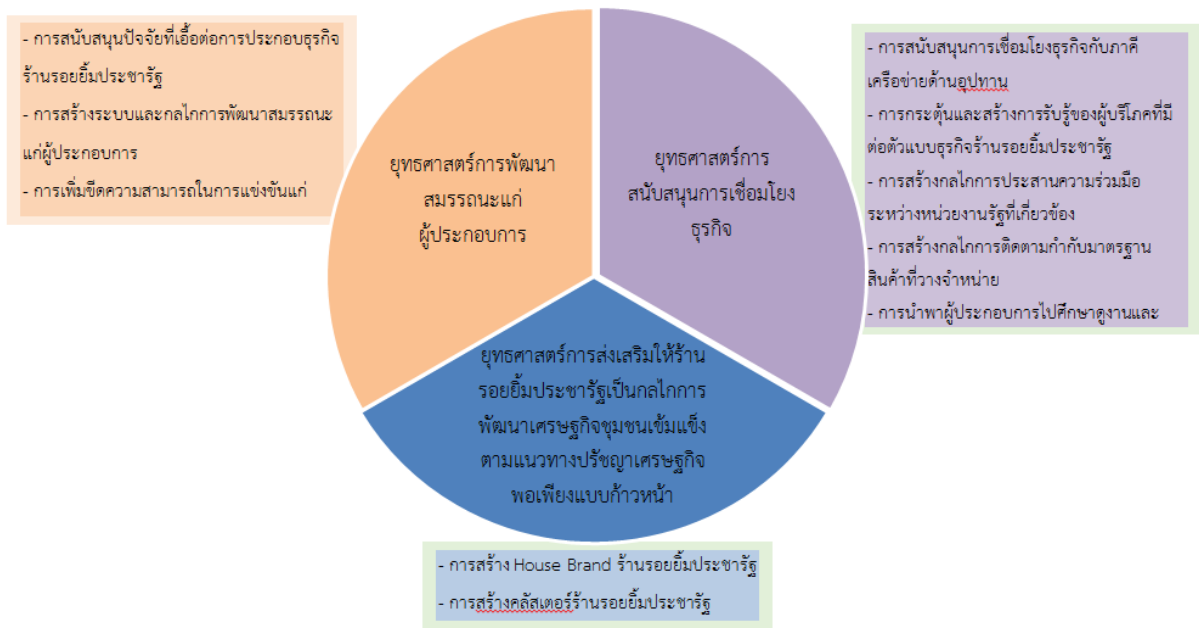 - การสนับสนุนปัจจัยที่เอื้อต่อการประกอบธุรกิจ
ร้านรอยยิ้มประชารัฐ
- การสร้างระบบและกลไกการพัฒนาสมรรถนะ
แก่ผู้ประกอบการ
- การเพิ่มขีดความสามารถในการแข่งขันแก่
ยุทธศาสตร์การพัฒนา
สมรรถนะแก่
ผู้ประกอบการ
ยุทธศาสตร์การ
สนับสนุนการเชื่อมโยง
ธุรกิจ
- การสนับสนุนการเชื่อมโยงธุรกิจกับภาคี
เครือข่ายด้านอุปทาน
- การกระตุ้นและสร้างการรับรู้ของผู้บริโภคที่มี
ต่อตัวแบบธุรกิจร้านรอยยิ้มประชารัฐ
- การสร้างกลไกการประสานความร่วมมือ
ระหว่างหน่วยงานรัฐที่เกี่ยวข้อง
- การสร้างกลไกการติดตามกำกับมาตรฐาน
สินค้าที่วางจำหน่าย
- การนำพาผู้ประกอบการไปศึกษาดูงานและ
ยุทธศาสตร์การส่งเสริมให้ร้าน
รอยยิ้มประชารัฐเป็นกลไกการ
พัฒนาเศรษฐกิจชุมชนเข้มแข็ง
ตามแนวทางปรัชญาเศรษฐกิจ
พอเพียงแบบก้าวหน้า
- การสร้าง House Brand ร้านรอยยิ้มประชารัฐ
- การสร้างคลัสเตอร์ร้านรอยยิ้มประชารัฐ